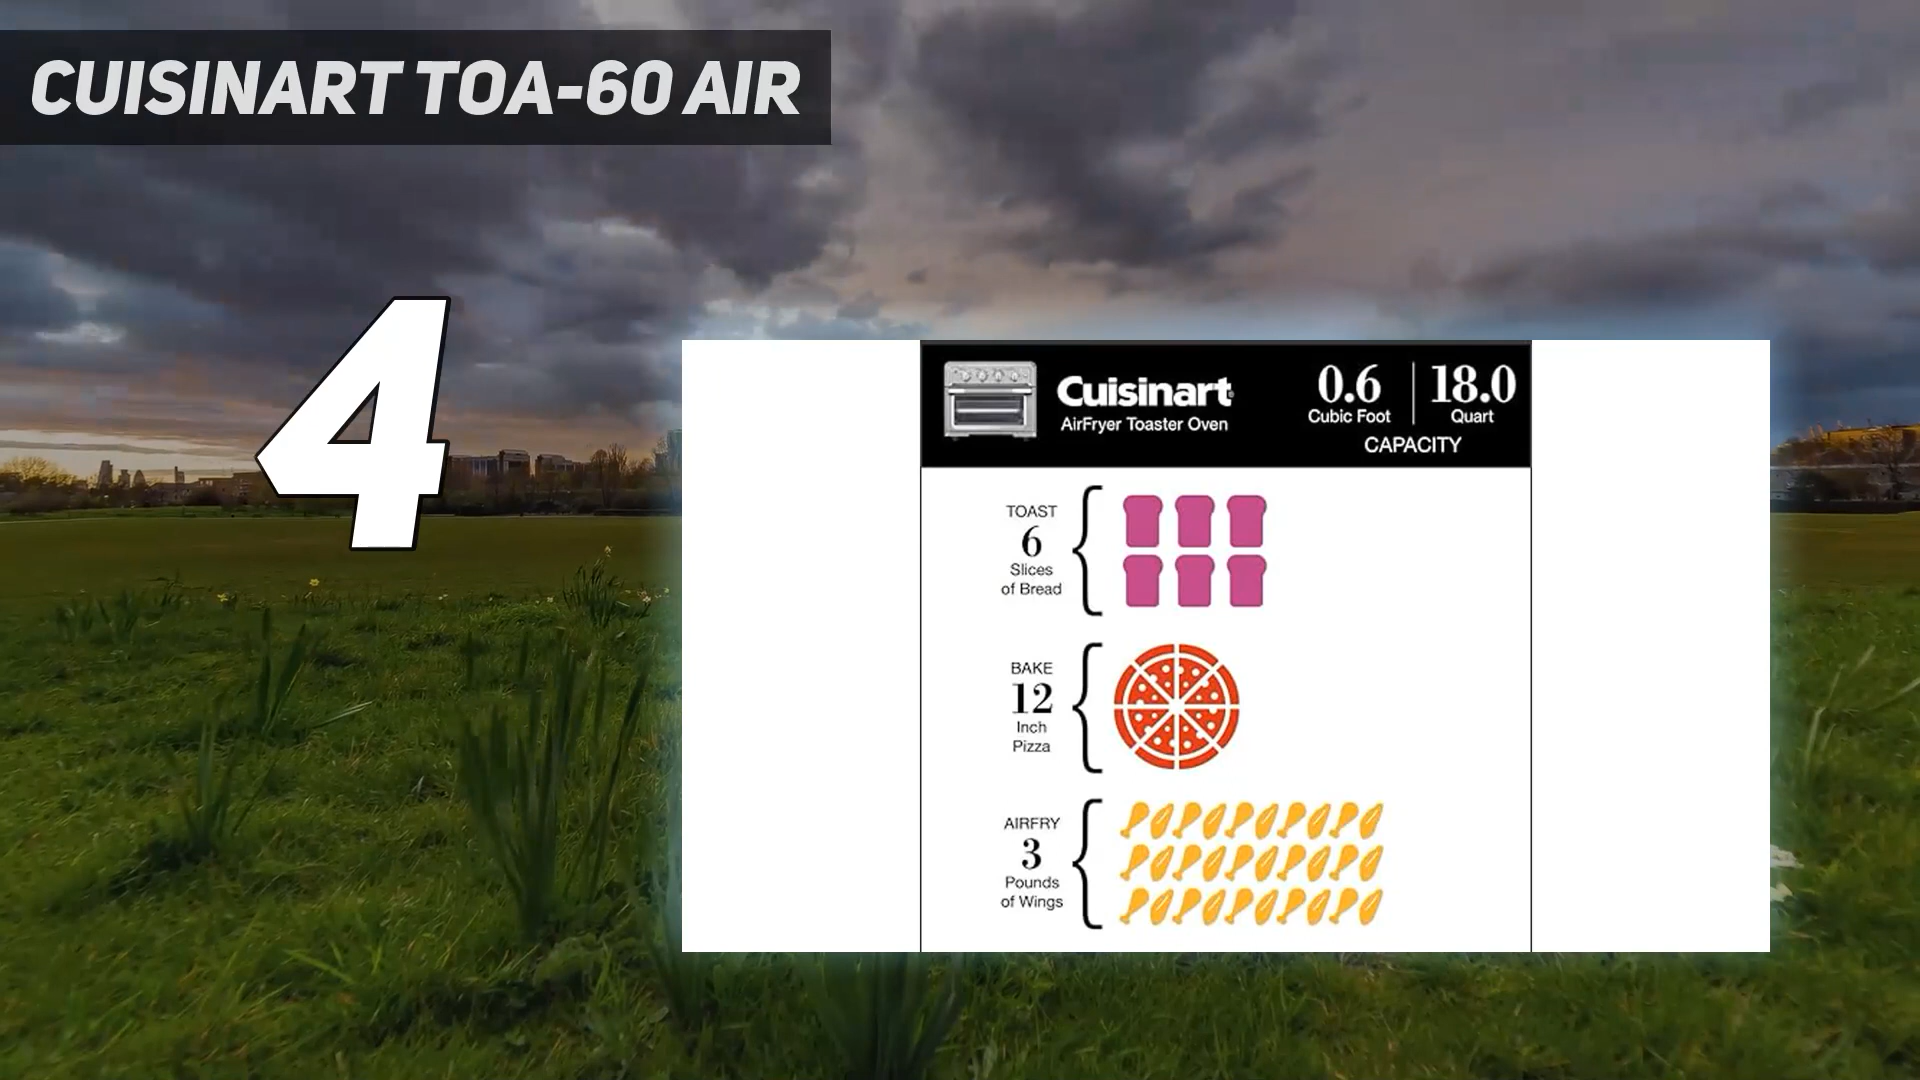 CUISINART TOA-60 AIR
4
Cuisinart
AirFryer Toaster Oven
0.6
Cubic Foot
18.0
Quart
CAPACITY
TOAST
6
Slices
of Bread
BAKE
12
Inch
Pizza
AIRFRY
3
Pounds
of Wings